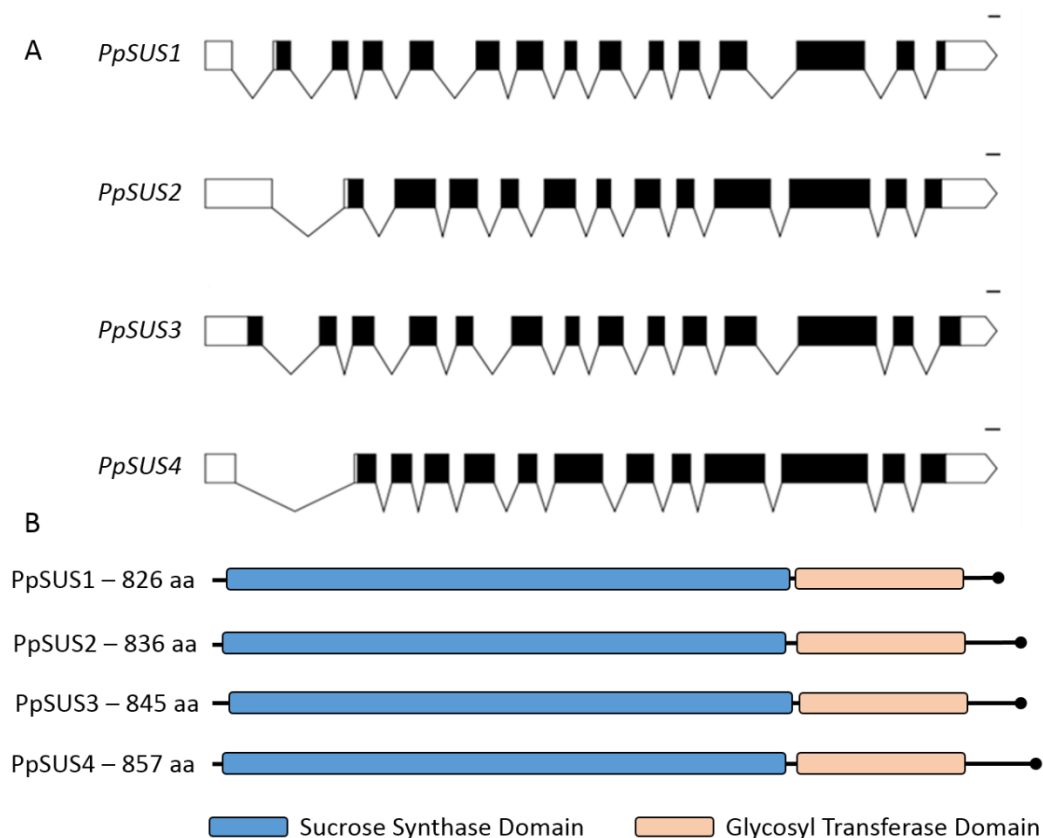 A
PpSUS1
PpSUS2
PpSUS3
PpSUS4
B
PpSUS1 – 826 aa
PpSUS2 – 836 aa
PpSUS3 – 845 aa
PpSUS4 – 857 aa
Sucrose Synthase Domain
Glycosyl Transferase Domain